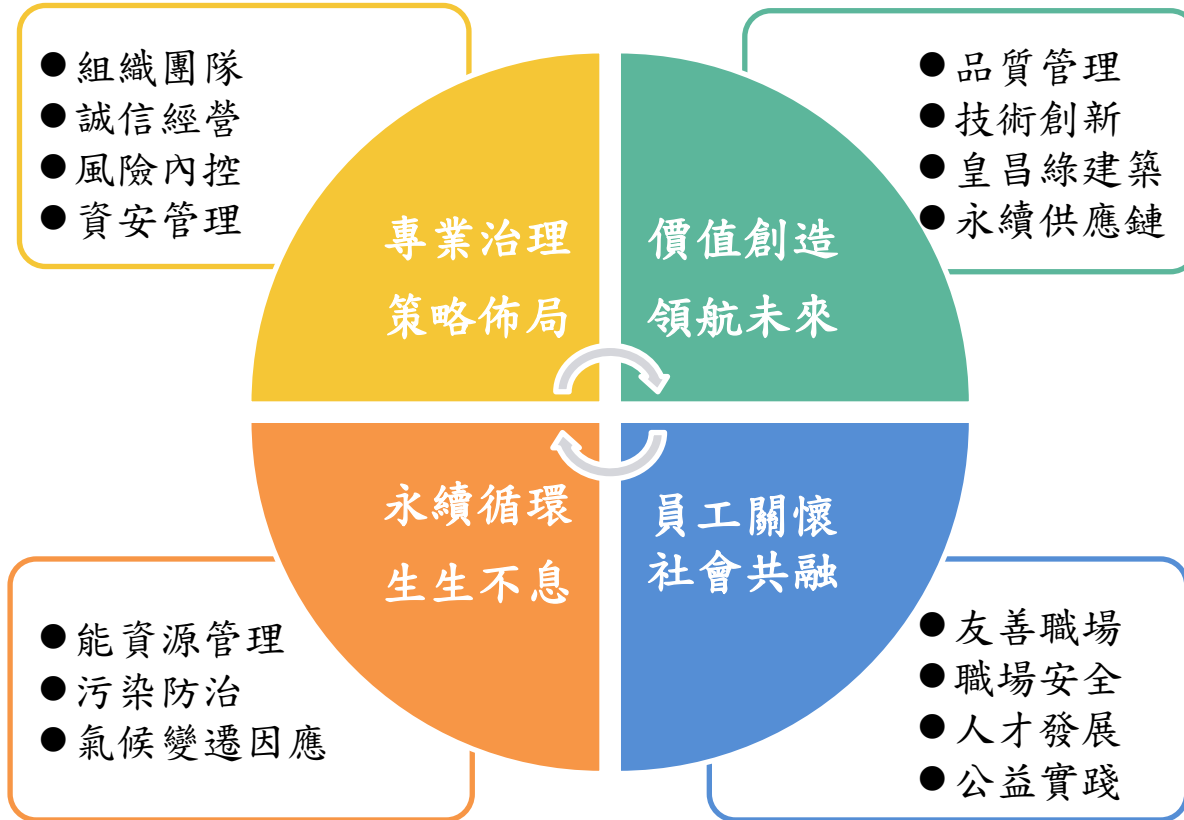 ● 組織團隊
● 誠信經營
● 風險內控
● 資安管理
專業治理
策略佈局
● 品質管理
● 技術創新
● 皇昌綠建築
● 永續供應鏈
價值創造
領航未來
永續循環
生生不息
● 能資源管理
● 污染防治
● 氣候變遷因應
員工關懷
社會共融
● 友善職場
● 職場安全
● 人才發展
● 公益實踐